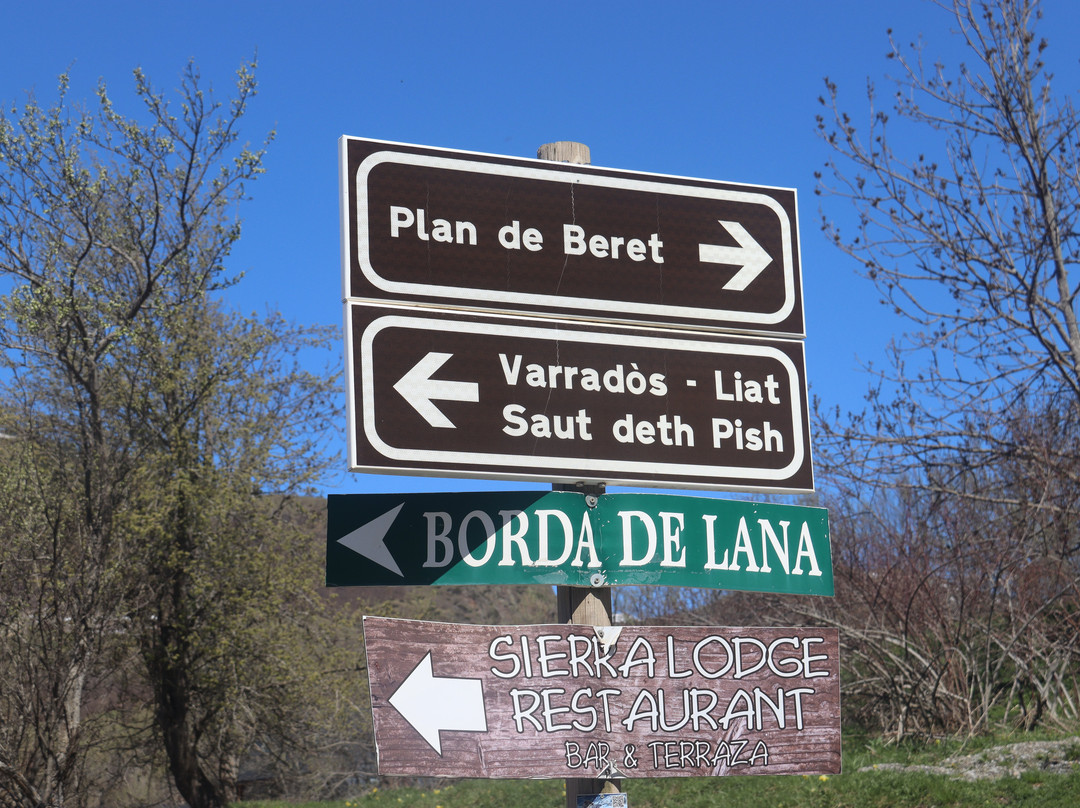 Plan de Beret
Varradòs - Liat
Saut deth Pish
BORDA DE LANA
SIERRA LODGE
RESTAURANT
BAR & TERRAZA